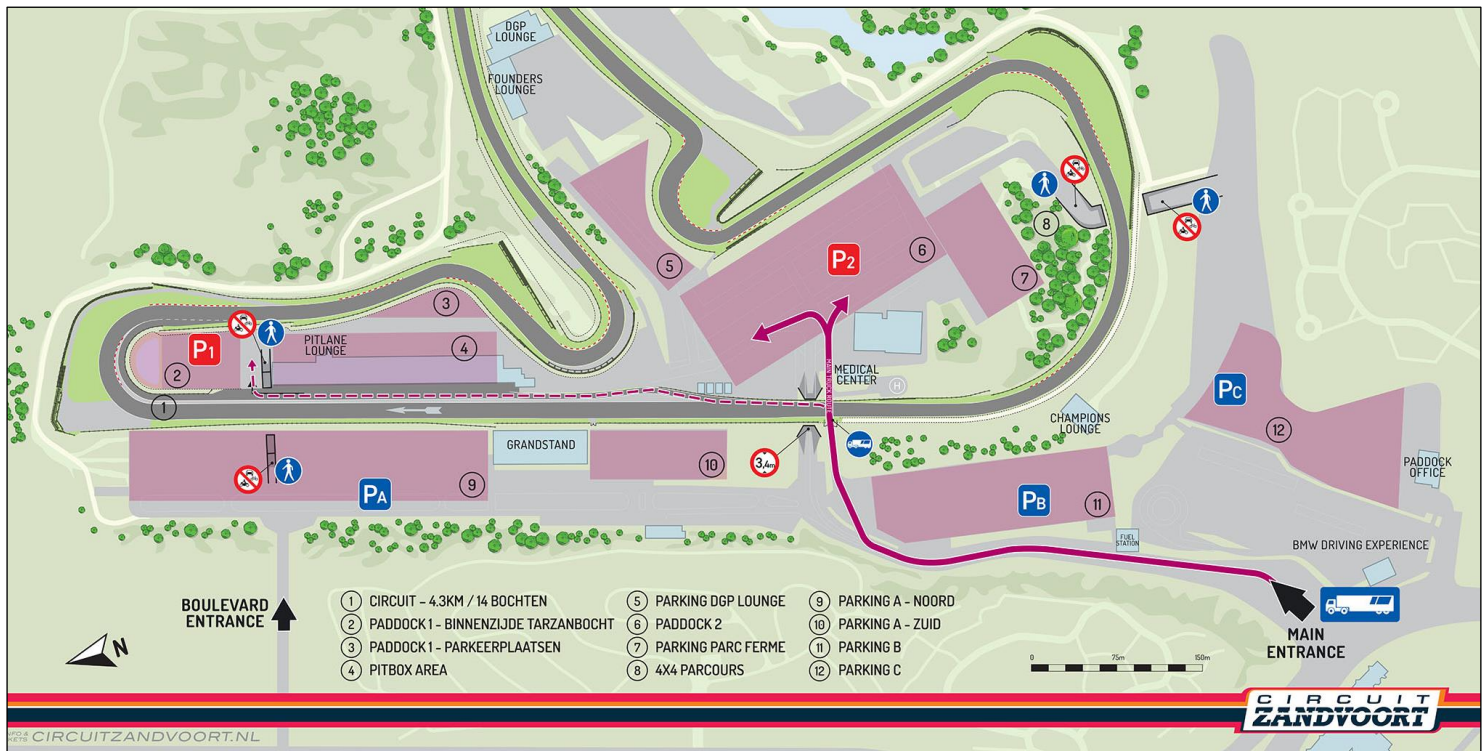 DGP
LOUNGE
FOUNDERS
LOUNGE
8
5
6
P2
7
3
P1
PITLANE
LOUNGE
4
2
MAIN TRUCK ROUTE
MEDICAL
CENTER
H
1
PC
CHAMPIONS
LOUNGE
12
GRANDSTAND
3,4m
10
9
PA
PB
11
PADDOCK
OFFICE
FUEL
STATION
BMW DRIVING EXPERIENCE
BOULEVARD
ENTRANCE
MAIN
ENTRANCE
N
1 CIRCUIT – 4.3KM / 14 BOCHTEN
2 PADDOCK 1 - BINNENZIJDE TARZANBOCHT
3 PADDOCK 1 - PARKEERPLAATSEN
4 PITBOX AREA
5 PARKING DGP LOUNGE
6 PADDOCK 2
7 PARKING PARC FERME
8 4X4 PARCOURS
9 PARKING A - NOORD
10 PARKING A - ZUID
11 PARKING B
12 PARKING C
0 75m 150m
CIRCUIT
ZANDVOORT
CIRCUITZANDVOORT.NL